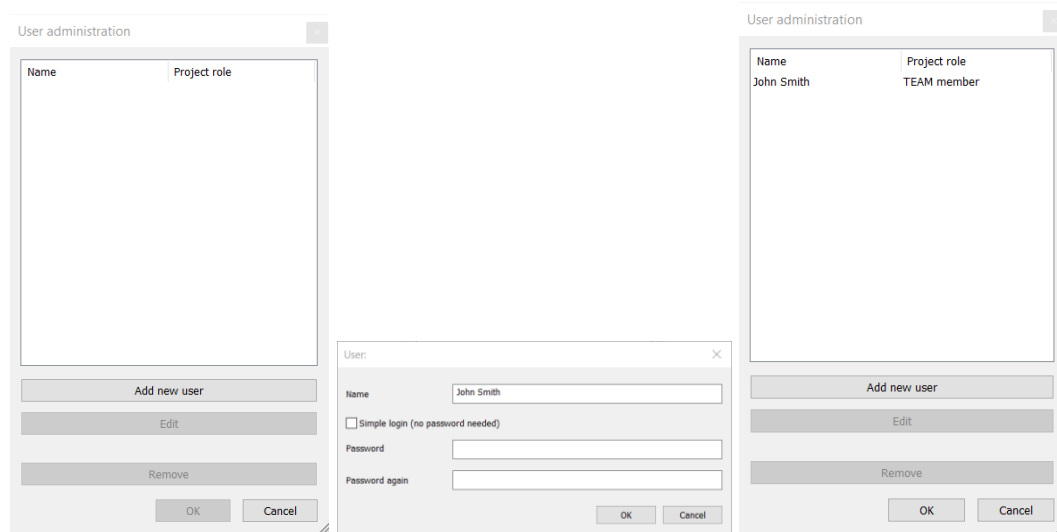 User administration
Name Project role
Add new user
Edit
Remove
OK Cancel
User:
Name John Smith
Simple login (no password needed)
Password
Password again
OK Cancel
User administration
Name Project role
John Smith TEAM member
Add new user
Edit
Remove
OK Cancel